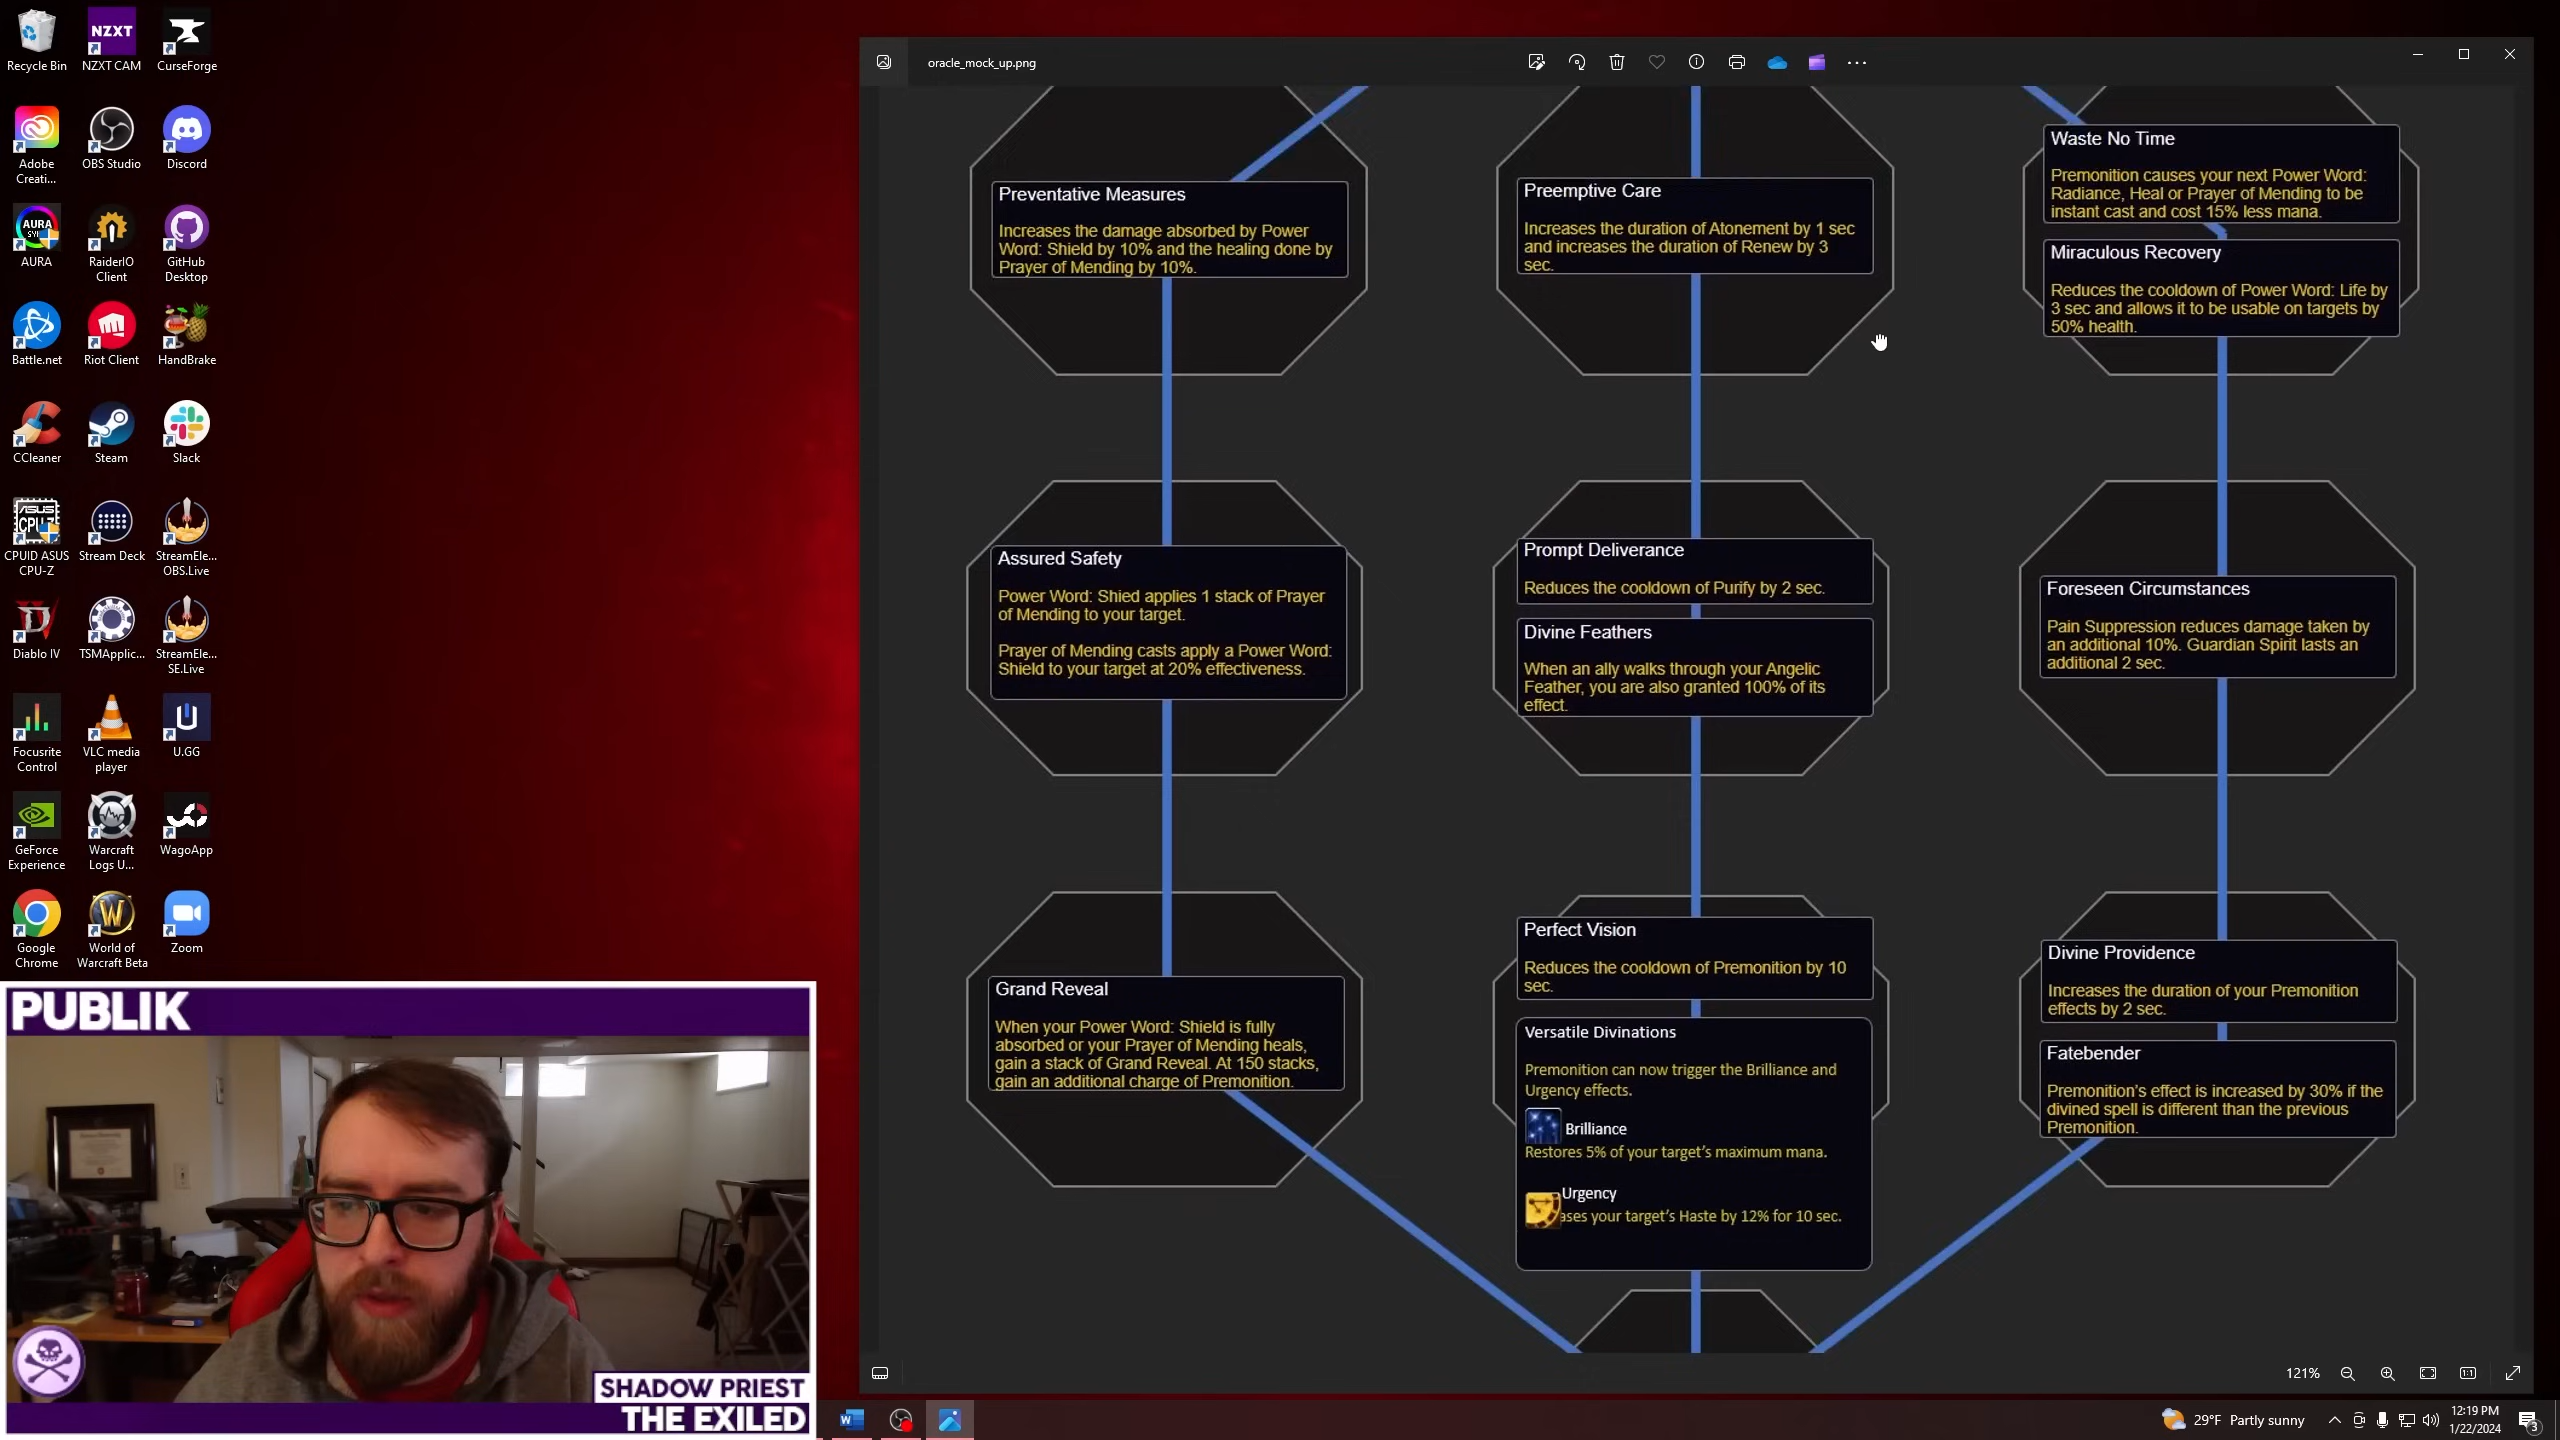 Recycle Bin
NZXT
NZXT CAM
CurseForge
Adobe
Creati...
OBS Studio
Discord
AURA
AURA
RaiderIO
Client
GitHub
Desktop
Battle.net
Riot Client
HandBrake
CCleaner
Steam
Slack
ASUS
CPU-Z
CPUID ASUS
CPU-Z
Stream Deck
StreamEle...
OBS.Live
Diablo IV
TSMApplic...
StreamEle...
SE.Live
Focusrite
Control
VLC media
player
U.GG
GeForce
Experience
Warcraft
Logs U...
WagoApp
Google
Chrome
World of
Warcraft Beta
Zoom
PUBLIK
SHADOW PRIEST
THE EXILED
oracle_mock_up.png
Preventative Measures
Increases the damage absorbed by Power
Word: Shield by 10% and the healing done by
Prayer of Mending by 10%.
Preemptive Care
Increases the duration of Atonement by 1 sec
and increases the duration of Renew by 3
sec.
Waste No Time
Premonition causes your next Power Word:
Radiance, Heal or Prayer of Mending to be
instant cast and cost 15% less mana.
Miraculous Recovery
Reduces the cooldown of Power Word: Life by
3 sec and allows it to be usable on targets by
50% health.
Assured Safety
Power Word: Shied applies 1 stack of Prayer
of Mending to your target.
Prayer of Mending casts apply a Power Word:
Shield to your target at 20% effectiveness.
Prompt Deliverance
Reduces the cooldown of Purify by 2 sec.
Divine Feathers
When an ally walks through your Angelic
Feather, you are also granted 100% of its
effect.
Foreseen Circumstances
Pain Suppression reduces damage taken by
an additional 10%. Guardian Spirit lasts an
additional 2 sec.
Grand Reveal
When your Power Word: Shield is fully
absorbed or your Prayer of Mending heals,
gain a stack of Grand Reveal. At 150 stacks,
gain an additional charge of Premonition.
Perfect Vision
Reduces the cooldown of Premonition by 10
sec.
Versatile Divinations
Premonition can now trigger the Brilliance and
Urgency effects.
Brilliance
Restores 5% of your target's maximum mana.
Urgency
ases your target's Haste by 12% for 10 sec.
Divine Providence
Increases the duration of your Premonition
effects by 2 sec.
Fatebender
Premonition's effect is increased by 30% if the
divined spell is different than the previous
Premonition.
121%
29°F Partly sunny
12:19 PM
1/22/2024
3